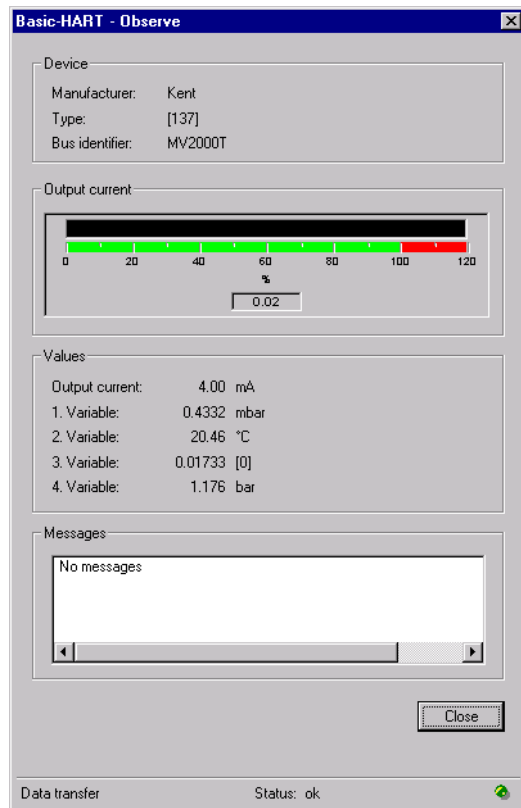 Basic-HART - Observe
Device
Manufacturer: Kent
Type: [137]
Bus identifier: MV2000T
Output current
0 20 40 60 80 100 120
%
0.02
Values
Output current: 4.00 mA
1. Variable: 0.4332 mbar
2. Variable: 20.46 °C
3. Variable: 0.01733 [0]
4. Variable: 1.176 bar
Messages
No messages
Close
Data transfer Status: ok